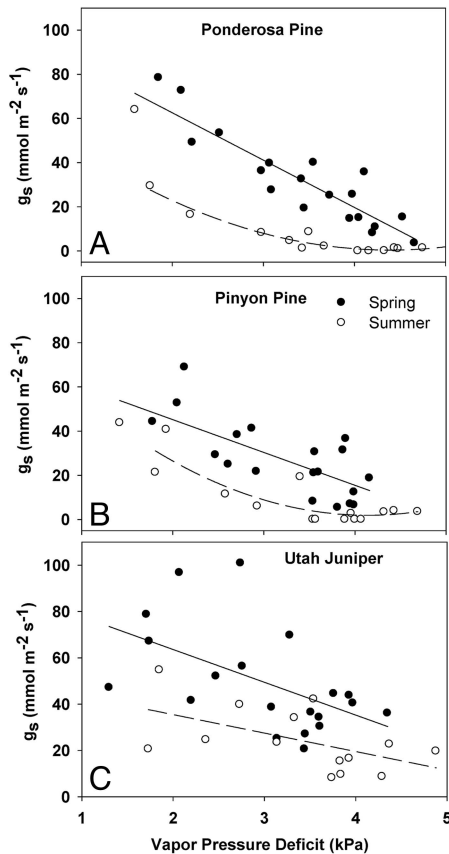 Ponderosa Pine
100
80
60
40
20
0
gs (mmol m-2 s-1)
A
Pinyon Pine
Spring
Summer
100
80
60
40
20
0
gs (mmol m-2 s-1)
B
Utah Juniper
100
80
60
40
20
0
gs (mmol m-2 s-1)
C
1 2 3 4 5
Vapor Pressure Deficit (kPa)